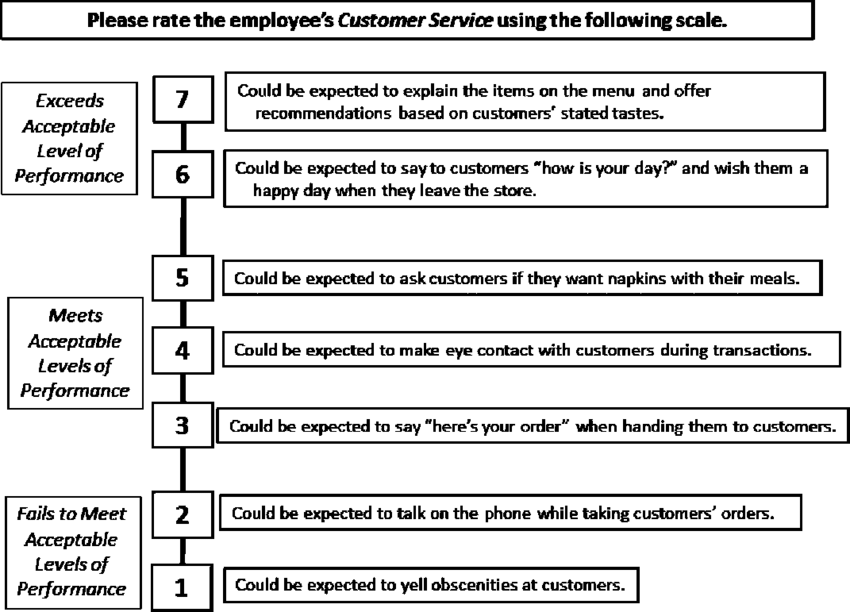 Please rate the employee's Customer Service using the following scale.
Exceeds
Acceptable
Level of
Performance
7
Could be expected to explain the items on the menu and offer
recommendations based on customers' stated tastes.
6
Could be expected to say to customers "how is your day?" and wish them a
happy day when they leave the store.
Meets
Acceptable
Levels of
Performance
5
Could be expected to ask customers if they want napkins with their meals.
4
Could be expected to make eye contact with customers during transactions.
3
Could be expected to say "here's your order" when handing them to customers.
Fails to Meet
Acceptable
Levels of
Performance
2
Could be expected to talk on the phone while taking customers' orders.
1
Could be expected to yell obscenities at customers.